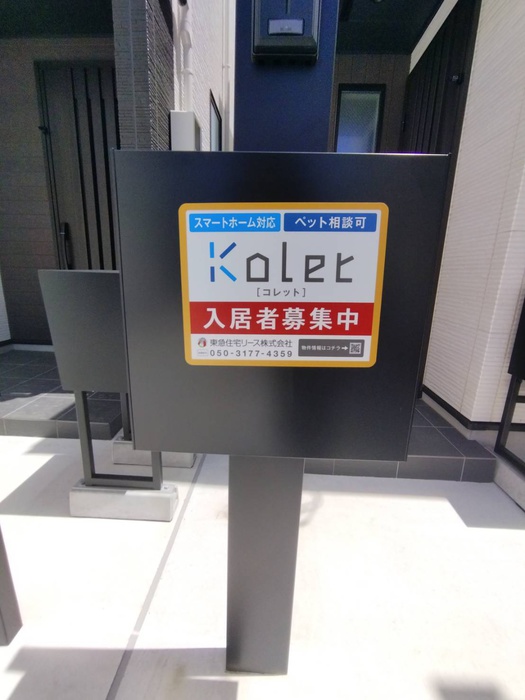 スマートホーム対応 ペット相談可
Kolet
[コレット]
入居者募集中
東急住宅リース株式会社
050-3177-4359
物件情報はコチラ→